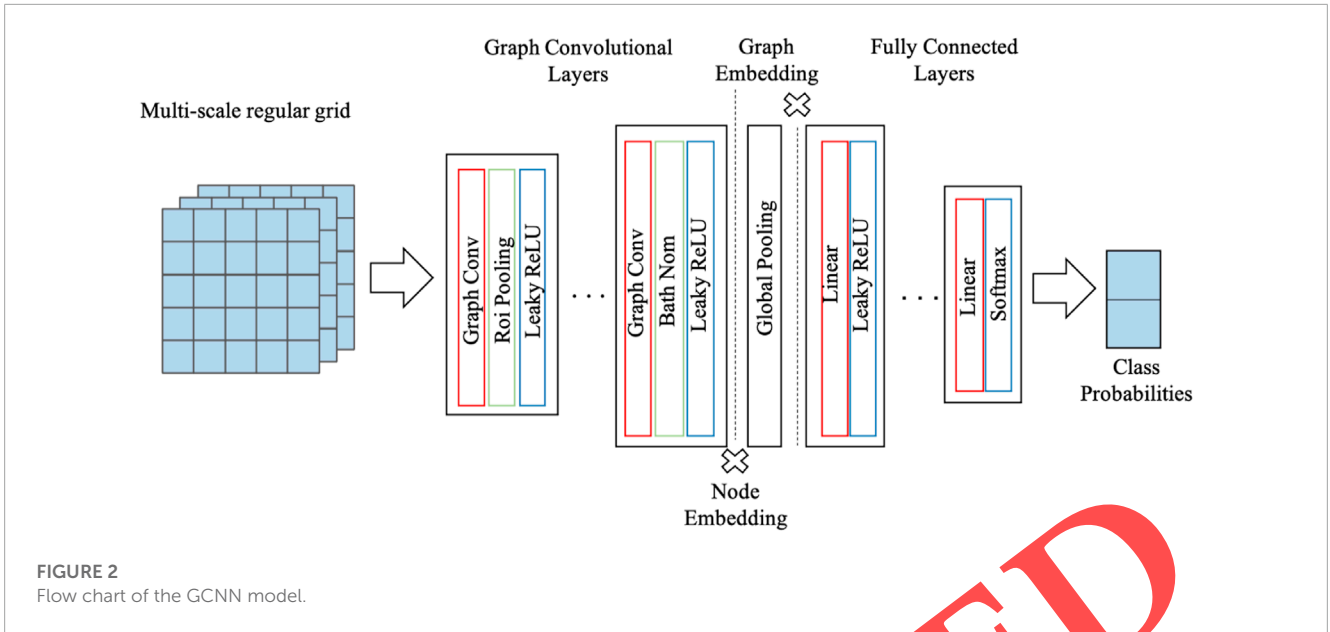 Graph Convolutional
Layers
Graph
Embedding
Fully Connected
Layers
Multi-scale regular grid
Graph Conv
Roi Pooling
Leaky ReLU
...
Graph Conv
Bath Nom
Leaky ReLU
Global Pooling
Linear
Leaky ReLU
...
Linear
Softmax
Class
Probabilities
Node
Embedding
FIGURE 2
Flow chart of the GCNN model.
ED